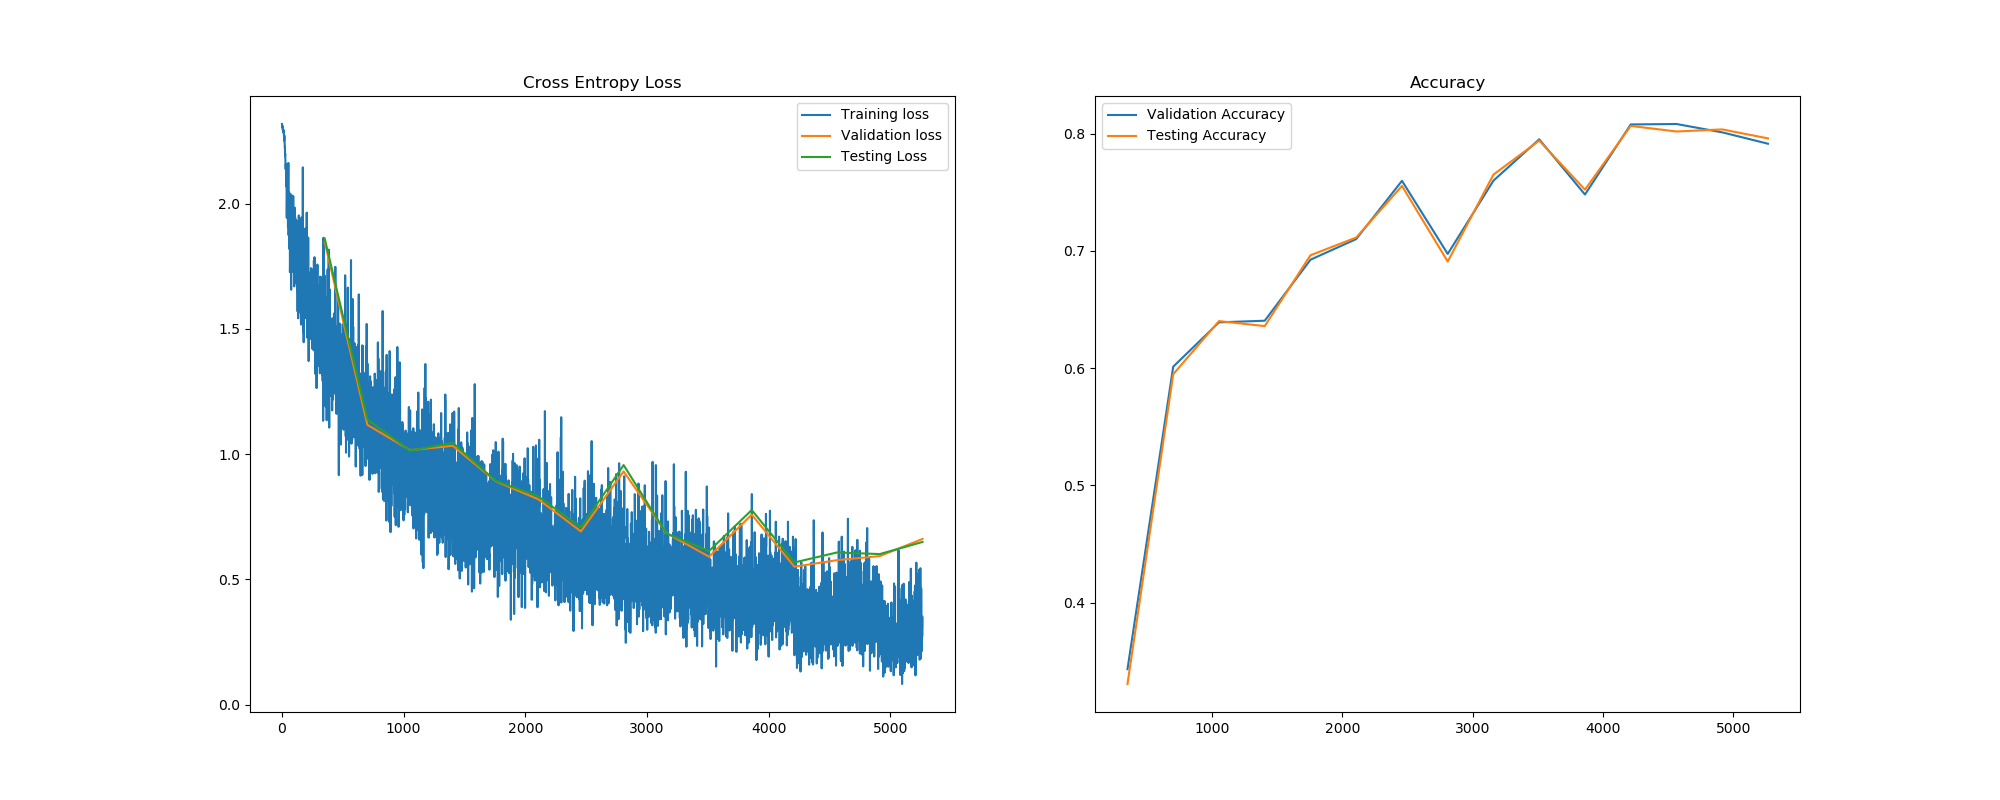 Cross Entropy Loss
Training loss
Validation loss
Testing Loss
2.0
1.5
1.0
0.5
0.0
0 1000 2000 3000 4000 5000
Accuracy
Validation Accuracy
Testing Accuracy
0.8
0.7
0.6
0.5
0.4
1000 2000 3000 4000 5000